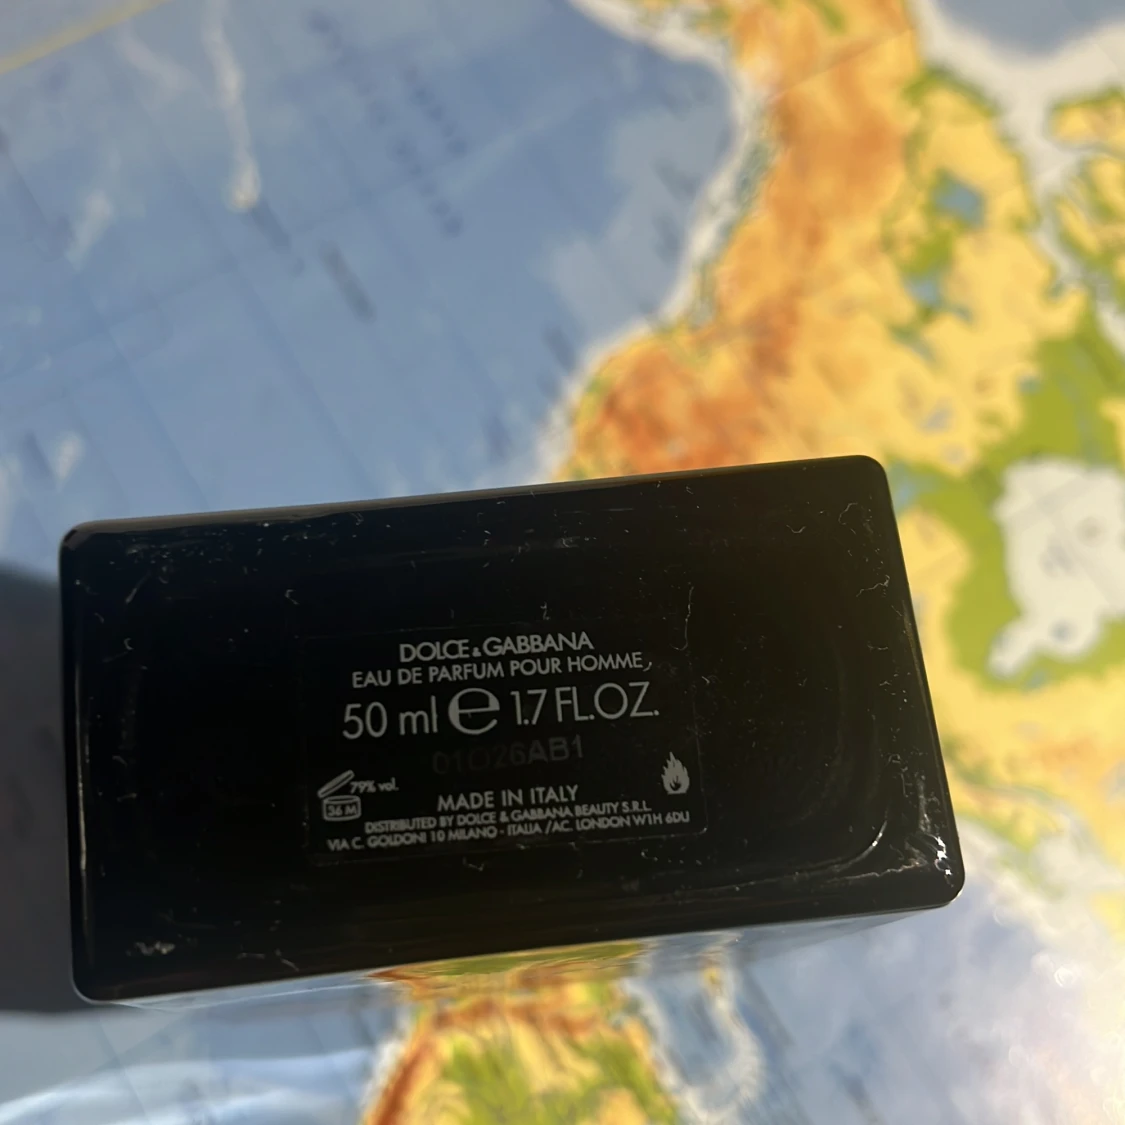 DOLCE & GABBANA
EAU DE PARFUM POUR HOMME
50 ml e 1.7 FL.OZ.
01O26AB1
79% vol.
36 M
MADE IN ITALY
DISTRIBUTED BY DOLCE & GABBANA BEAUTY S.R.L.
VIA C. GOLDONI 10 MILANO - ITALIA /AC. LONDON W1H 6DU